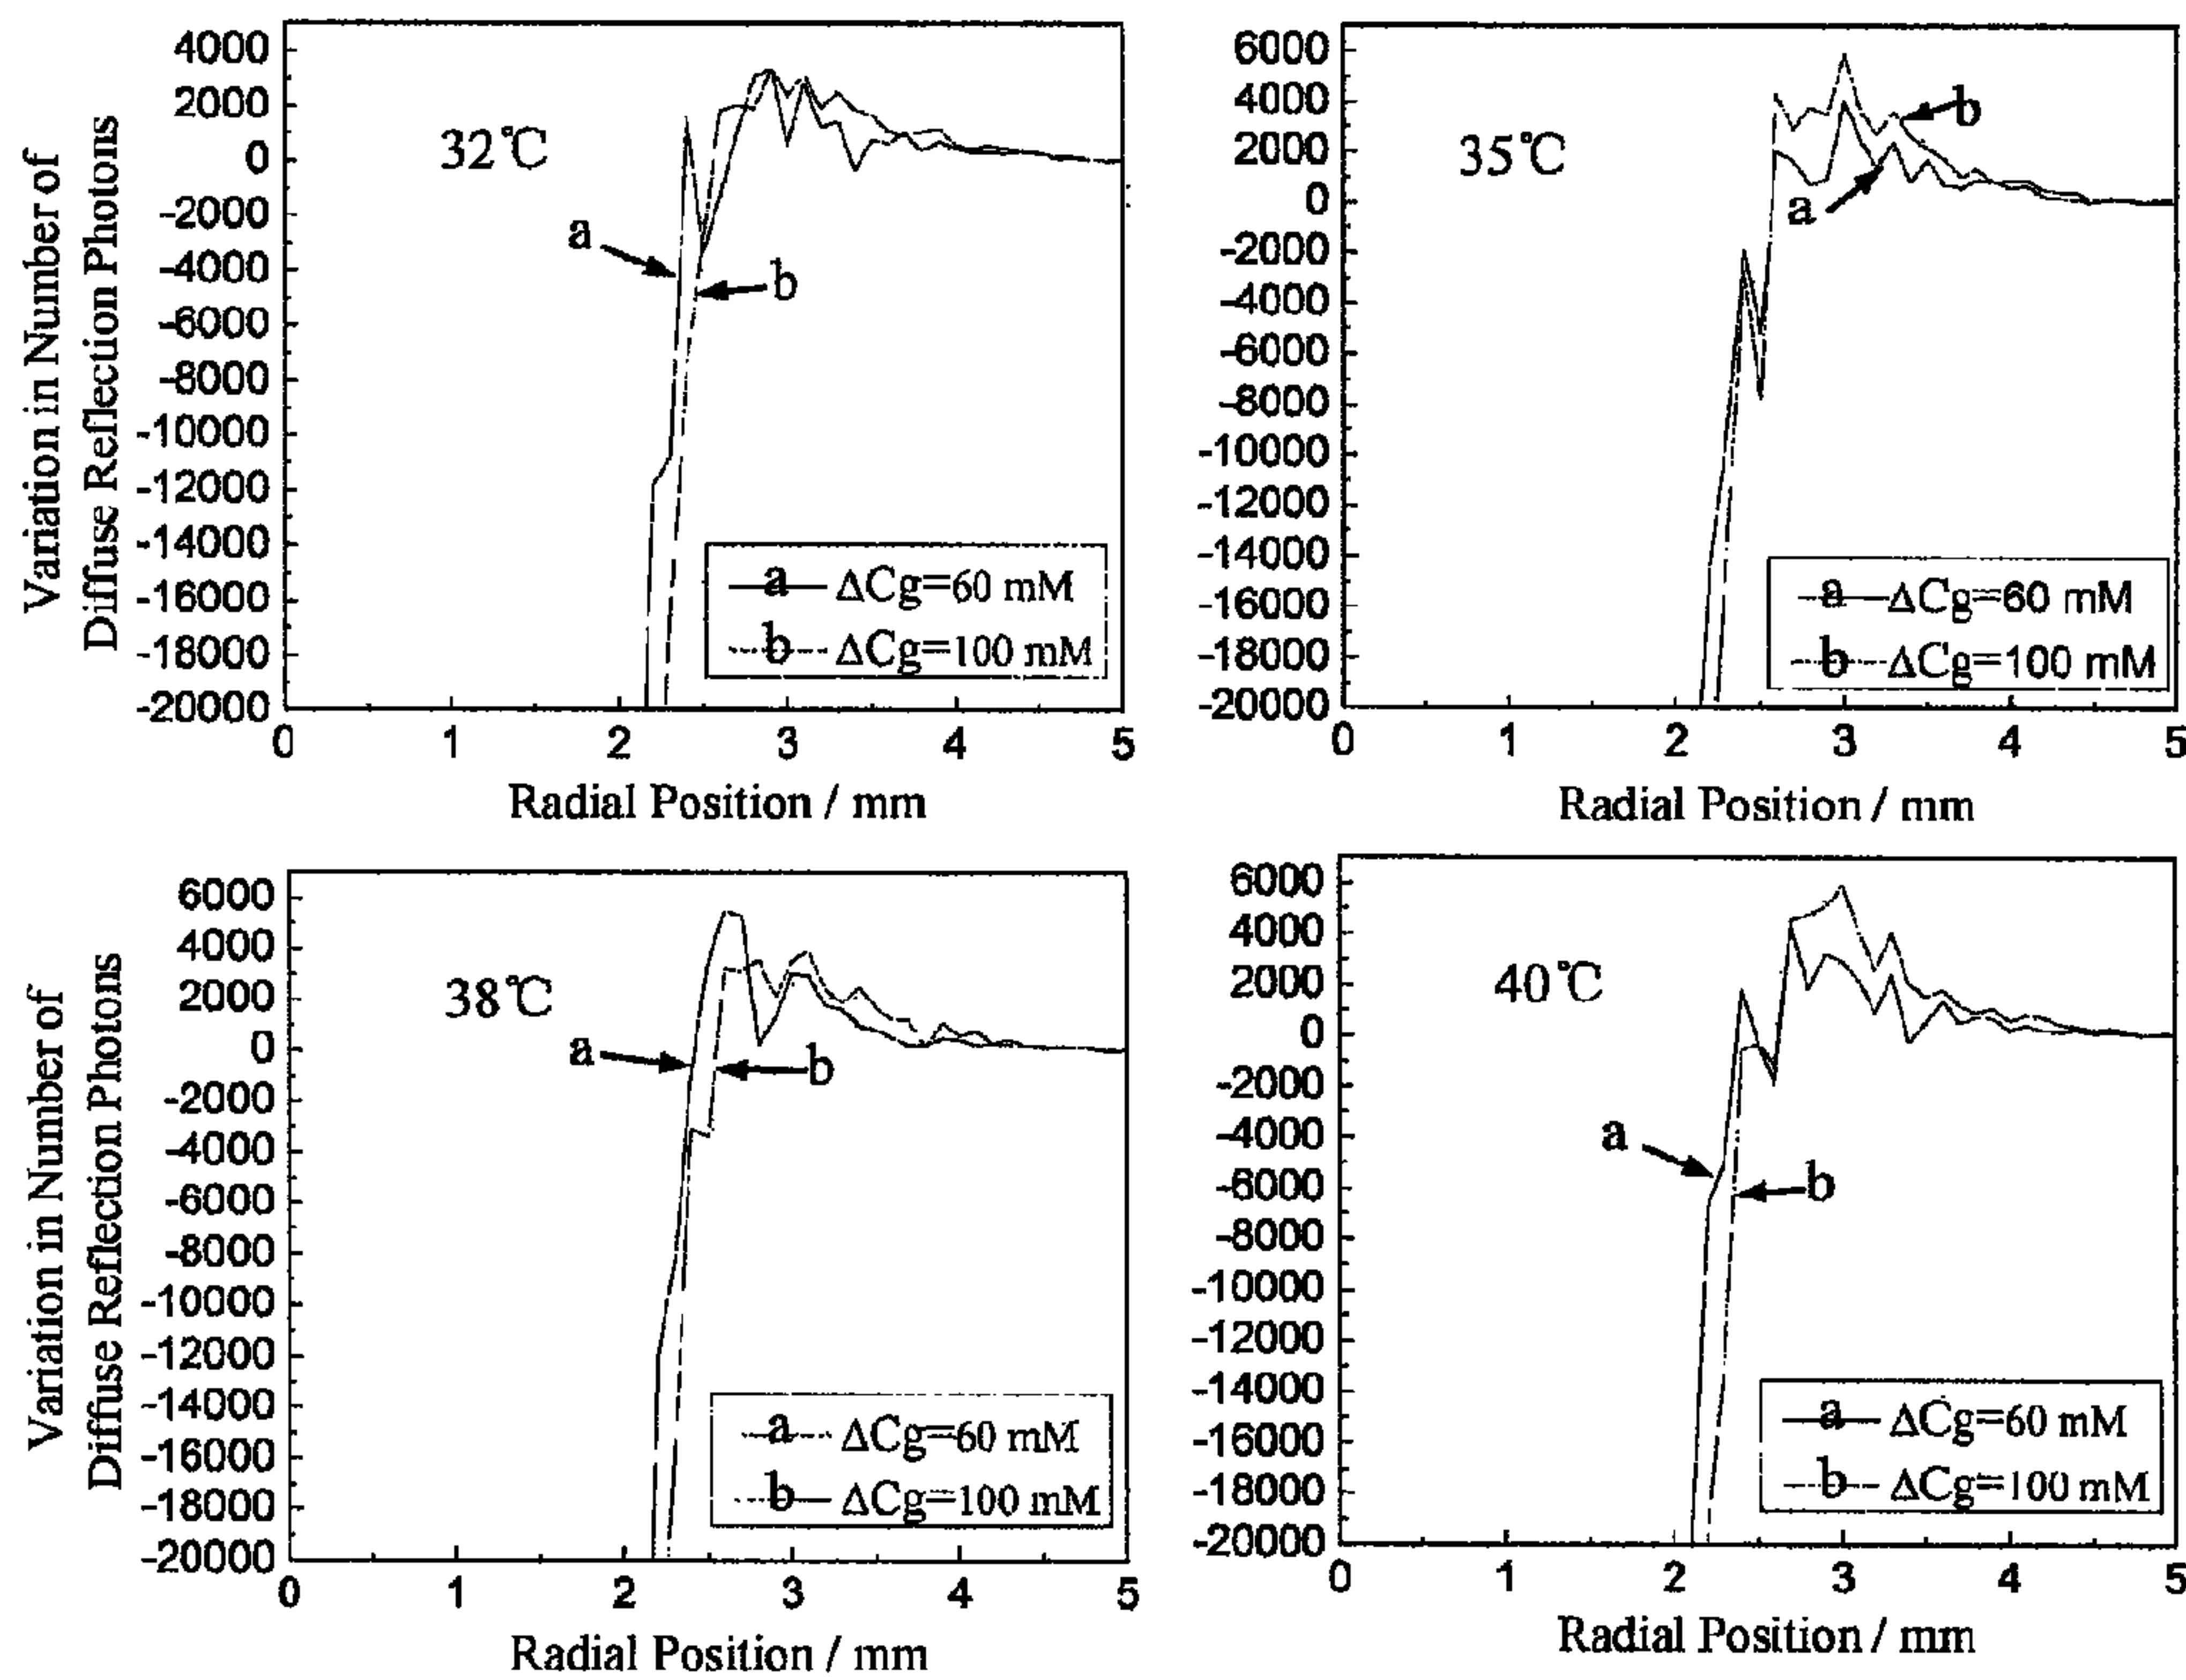 Variation in Number of
Diffuse Reflection Photons
4000
2000
0
-2000
-4000
-6000
-8000
-10000
-12000
-14000
-16000
-18000
-20000
32℃
a
b
a ΔCg=60 mM
b ΔCg=100 mM
0 1 2 3 4 5
Radial Position / mm
6000
4000
2000
0
-2000
-4000
-6000
-8000
-10000
-12000
-14000
-16000
-18000
-20000
35℃
b
a
a ΔCg=60 mM
b ΔCg=100 mM
0 1 2 3 4 5
Radial Position / mm
Variation in Number of
Diffuse Reflection Photons
6000
4000
2000
0
-2000
-4000
-6000
-8000
-10000
-12000
-14000
-16000
-18000
-20000
38℃
a
b
a ΔCg=60 mM
b ΔCg=100 mM
0 1 2 3 4 5
Radial Position / mm
6000
4000
2000
0
-2000
-4000
-6000
-8000
-10000
-12000
-14000
-16000
-18000
-20000
40℃
a
b
a ΔCg=60 mM
b ΔCg=100 mM
0 1 2 3 4 5
Radial Position / mm